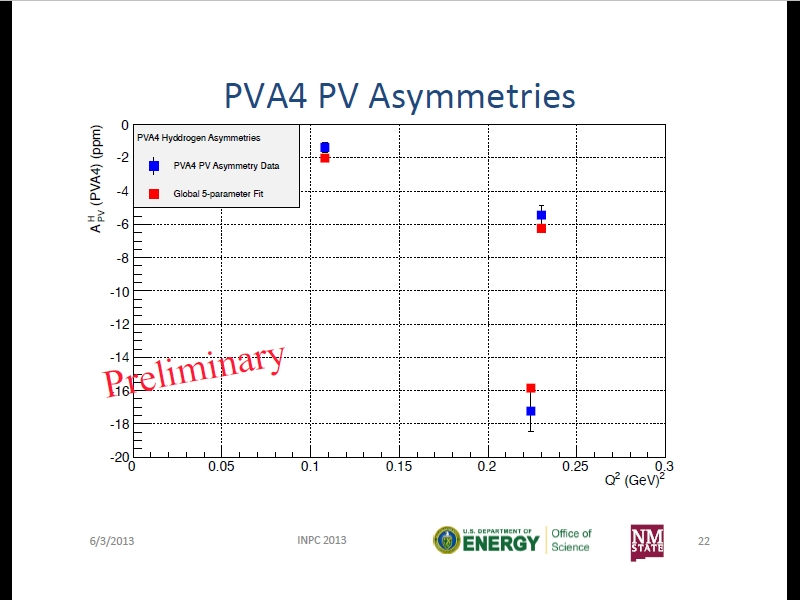 PVA4 PV Asymmetries
PVA4 Hyddrogen Asymmetries
PVA4 PV Asymmetry Data
Global 5-parameter Fit
A^H_PV (PVA4) (ppm)
0
-2
-4
-6
-8
-10
-12
-14
-16
-18
-20
Preliminary
0 0.05 0.1 0.15 0.2 0.25 0.3
Q² (GeV)²
6/3/2013
INPC 2013
U.S. DEPARTMENT OF
ENERGY
Office of
Science
NM
STATE
22